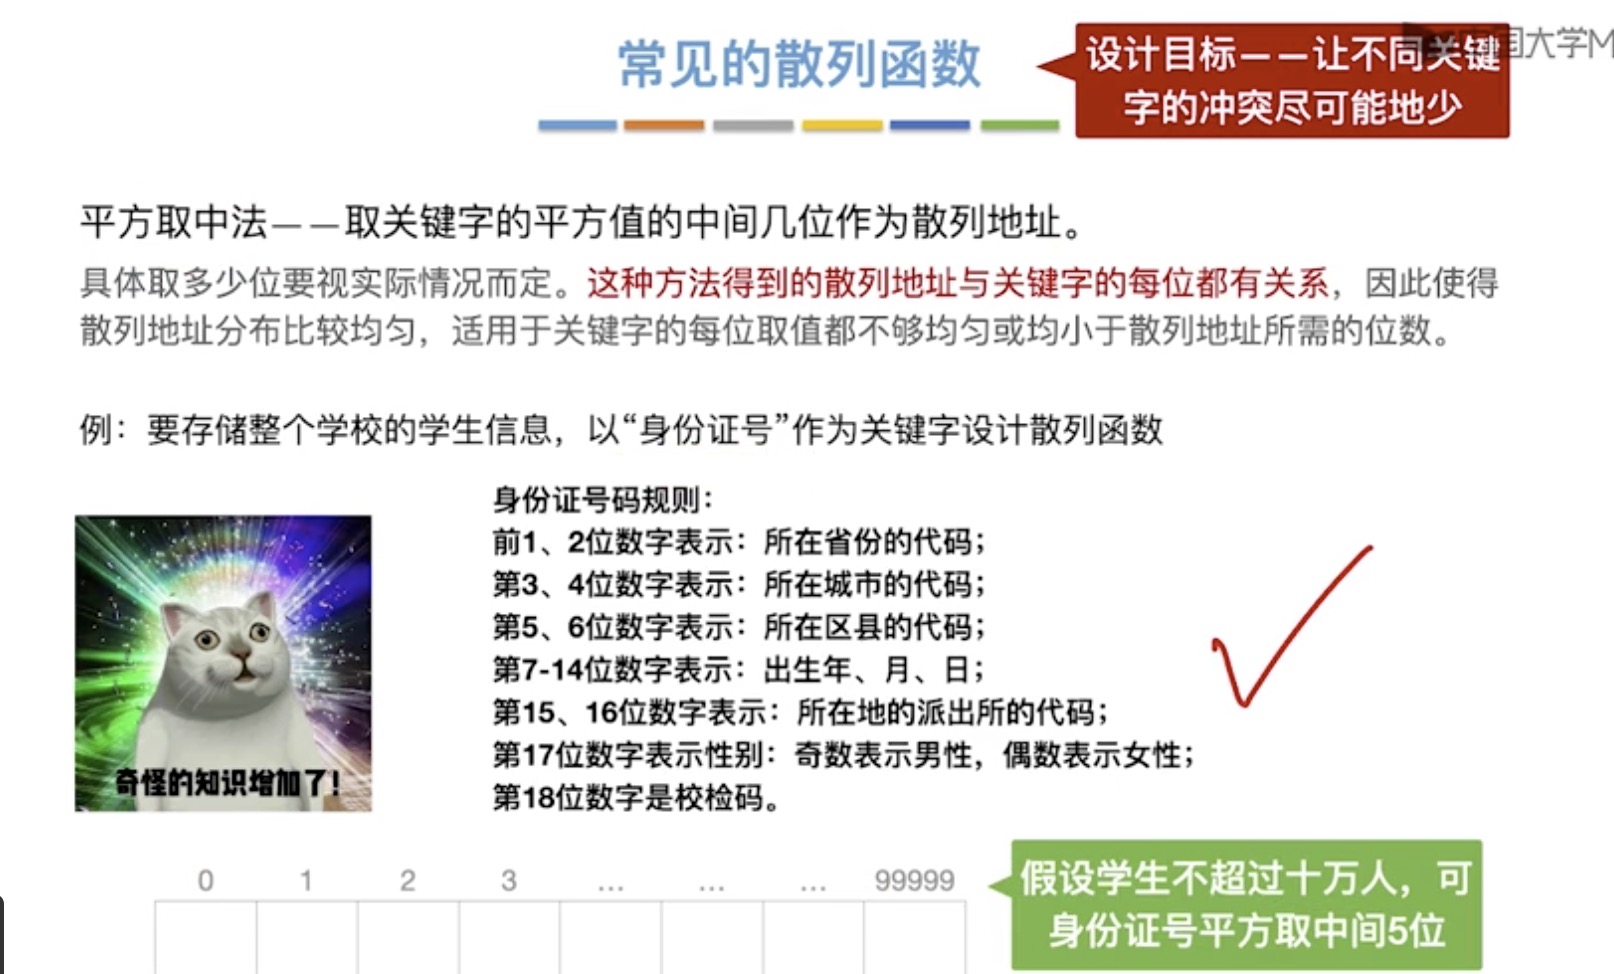 常见的散列函数
设计目标——让不同关键
字的冲突尽可能地少
国大学M
平方取中法——取关键字的平方值的中间几位作为散列地址。
具体取多少位要视实际情况而定。这种方法得到的散列地址与关键字的每位都有关系，因此使得
散列地址分布比较均匀，适用于关键字的每位取值都不够均匀或均小于散列地址所需的位数。
例：要存储整个学校的学生信息，以“身份证号”作为关键字设计散列函数
身份证号码规则：
前1、2位数字表示：所在省份的代码；
第3、4位数字表示：所在城市的代码；
第5、6位数字表示：所在区县的代码；
第7-14位数字表示：出生年、月、日；
第15、16位数字表示：所在地的派出所的代码；
第17位数字表示性别：奇数表示男性，偶数表示女性；
第18位数字是校检码。
奇怪的知识增加了！
0 1 2 3 ... ... ... 99999
假设学生不超过十万人，可
身份证号平方取中间5位